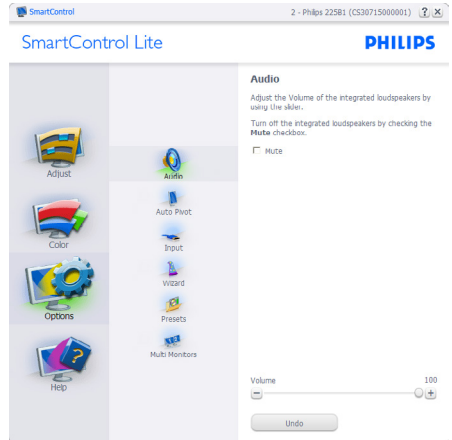 SmartControl
2 - Philips 225B1 (CS30715000001)
? ×
SmartControl Lite
PHILIPS
Adjust
Color
Options
Help
Audio
Auto Pivot
Input
Wizard
Presets
Multi Monitors
Audio
Adjust the Volume of the integrated loudspeakers by
using the slider.
Turn off the integrated loudspeakers by checking the
Mute checkbox.
Mute
Volume
100
Undo